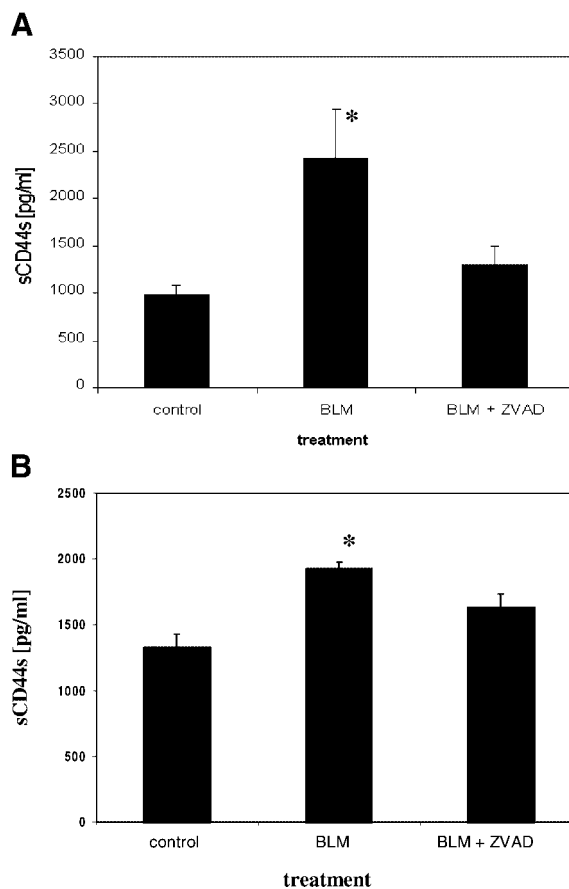 A
3500
3000
2500
2000
1500
1000
500
0
sCD44s [pg/ml]
*
control BLM BLM + ZVAD
treatment
B
2500
2000
1500
1000
500
0
sCD44s [pg/ml]
*
control BLM BLM + ZVAD
treatment